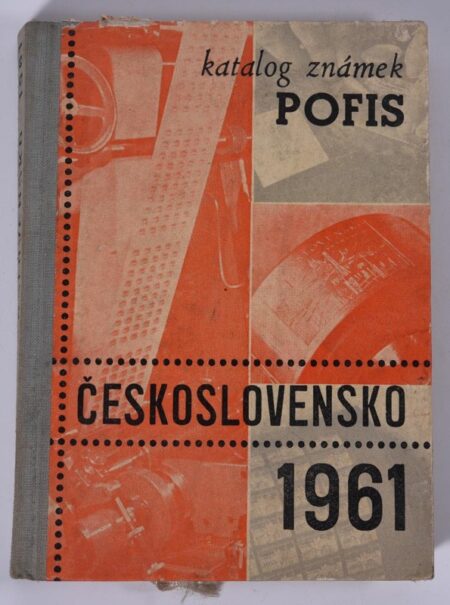 katalog známek
POFIS
ČESKOSLOVENSKO
1961